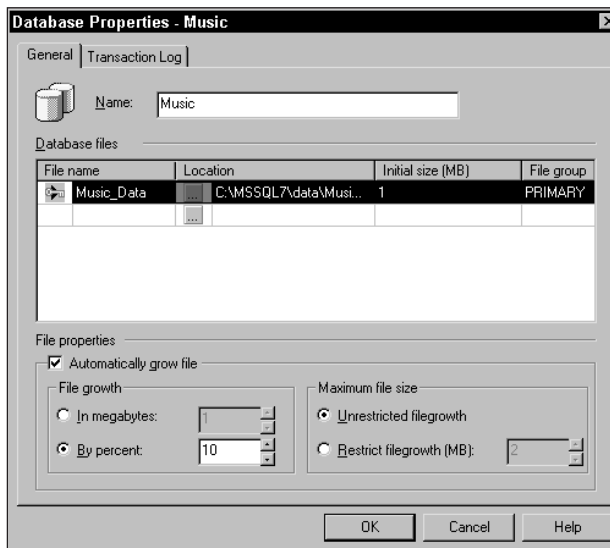 Database Properties - Music
General
Transaction Log
Name:
Music
Database files
File name Location Initial size (MB) File group
Music_Data ... C:\MSSQL7\data\Musi... 1 PRIMARY
...
File properties
Automatically grow file
File growth
In megabytes: 1
By percent: 10
Maximum file size
Unrestricted filegrowth
Restrict filegrowth (MB): 2
OK
Cancel
Help